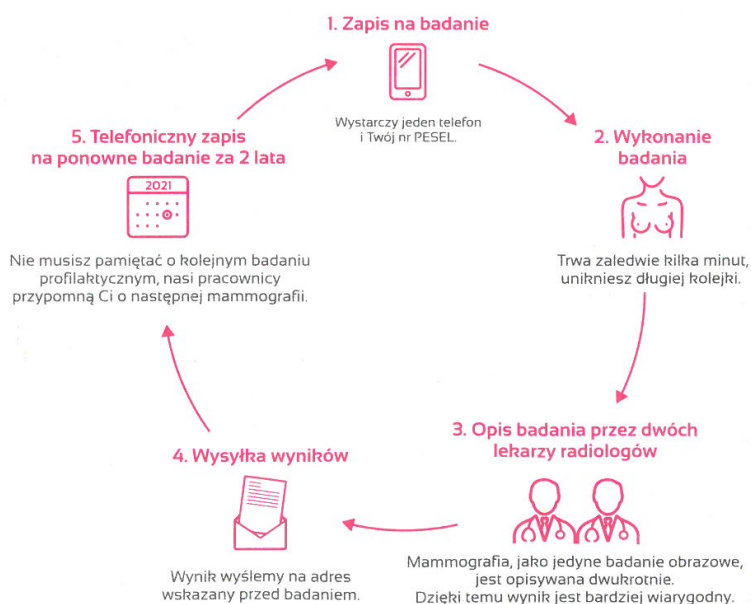 1. Zapis na badanie
Wystarczy jeden telefon
i Twój nr PESEL.
2. Wykonanie
badania
Trwa zaledwie kilka minut,
unikniesz długiej kolejki.
3. Opis badania przez dwóch
lekarzy radiologów
Mammografia, jako jedyne badanie obrazowe,
jest opisywana dwukrotnie.
Dzięki temu wynik jest bardziej wiarygodny.
4. Wysyłka wyników
Wynik wyślemy na adres
wskazany przed badaniem.
5. Telefoniczny zapis
na ponowne badanie za 2 lata
2021
Nie musisz pamiętać o kolejnym badaniu
profilaktycznym, nasi pracownicy
przypomną Ci o następnej mammografii.